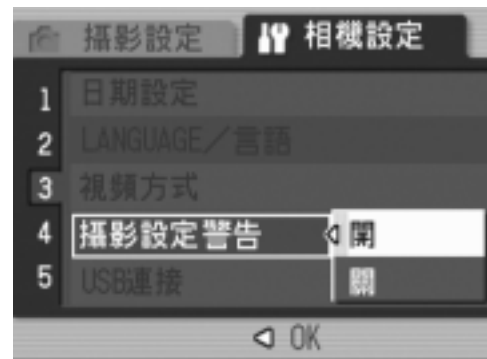 攝影設定 相機設定
1 日期設定
2 LANGUAGE／言語
3 視頻方式
4 攝影設定警告 開
5 USB連接 關
OK